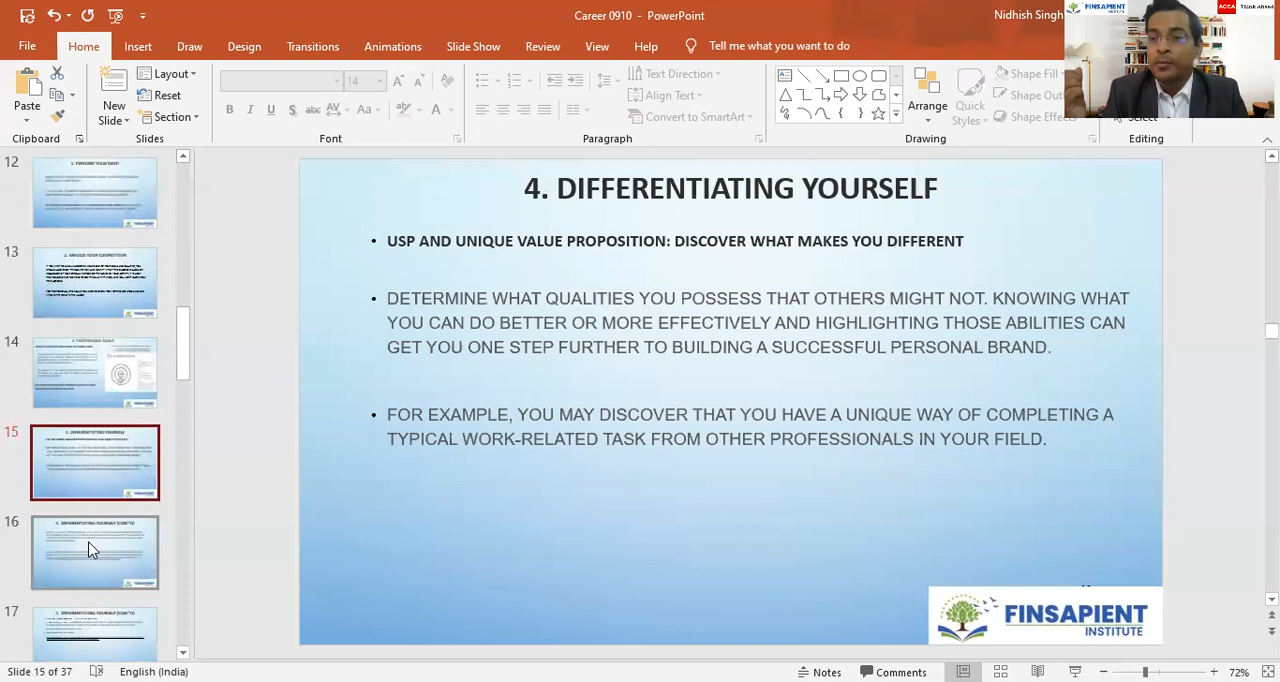 Career 0910 - PowerPoint
Nidhish Singh
FINSAPIENT
ACCA Think Ahead
File Home Insert Draw Design Transitions Animations Slide Show Review View Help Tell me what you want to do
Paste
New
Slide
Layout
Reset
Section
14
Text Direction
Align Text
Convert to SmartArt
Arrange
Quick
Styles
Shape Fill
Shape Effects
Clipboard Slides Font Paragraph Drawing Editing
12
13
14
15
16
17
4. DIFFERENTIATING YOURSELF
• USP AND UNIQUE VALUE PROPOSITION: DISCOVER WHAT MAKES YOU DIFFERENT
• DETERMINE WHAT QUALITIES YOU POSSESS THAT OTHERS MIGHT NOT. KNOWING WHAT
YOU CAN DO BETTER OR MORE EFFECTIVELY AND HIGHLIGHTING THOSE ABILITIES CAN
GET YOU ONE STEP FURTHER TO BUILDING A SUCCESSFUL PERSONAL BRAND.
• FOR EXAMPLE, YOU MAY DISCOVER THAT YOU HAVE A UNIQUE WAY OF COMPLETING A
TYPICAL WORK-RELATED TASK FROM OTHER PROFESSIONALS IN YOUR FIELD.
FINSAPIENT
INSTITUTE
Slide 15 of 37 English (India) Notes Comments 72%